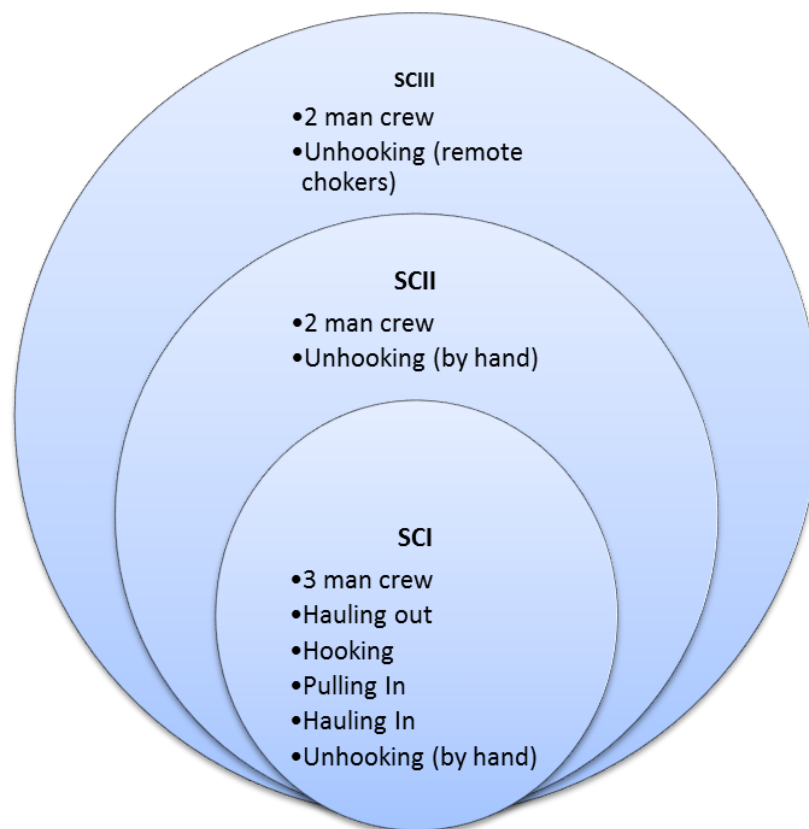 SCIII
•2 man crew
•Unhooking (remote
chokers)
SCII
•2 man crew
•Unhooking (by hand)
SCI
•3 man crew
•Hauling out
•Hooking
•Pulling In
•Hauling In
•Unhooking (by hand)